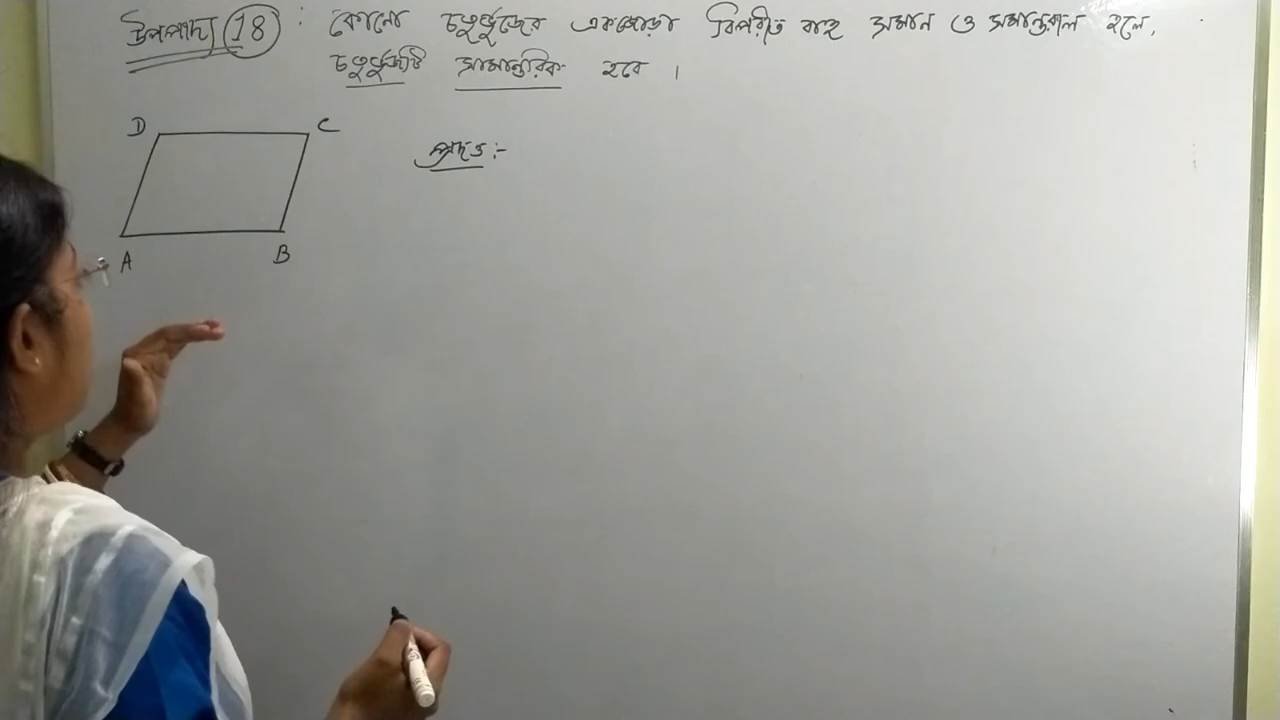 উপপাদ্য (18) : কোনো চতুর্ভুজের একজোড়া বিপরীত বাহু সমান ও সমান্তরাল হলে,
চতুর্ভুজটি সামান্তরিক হবে ।
D C
প্রদত্ত :-
A B